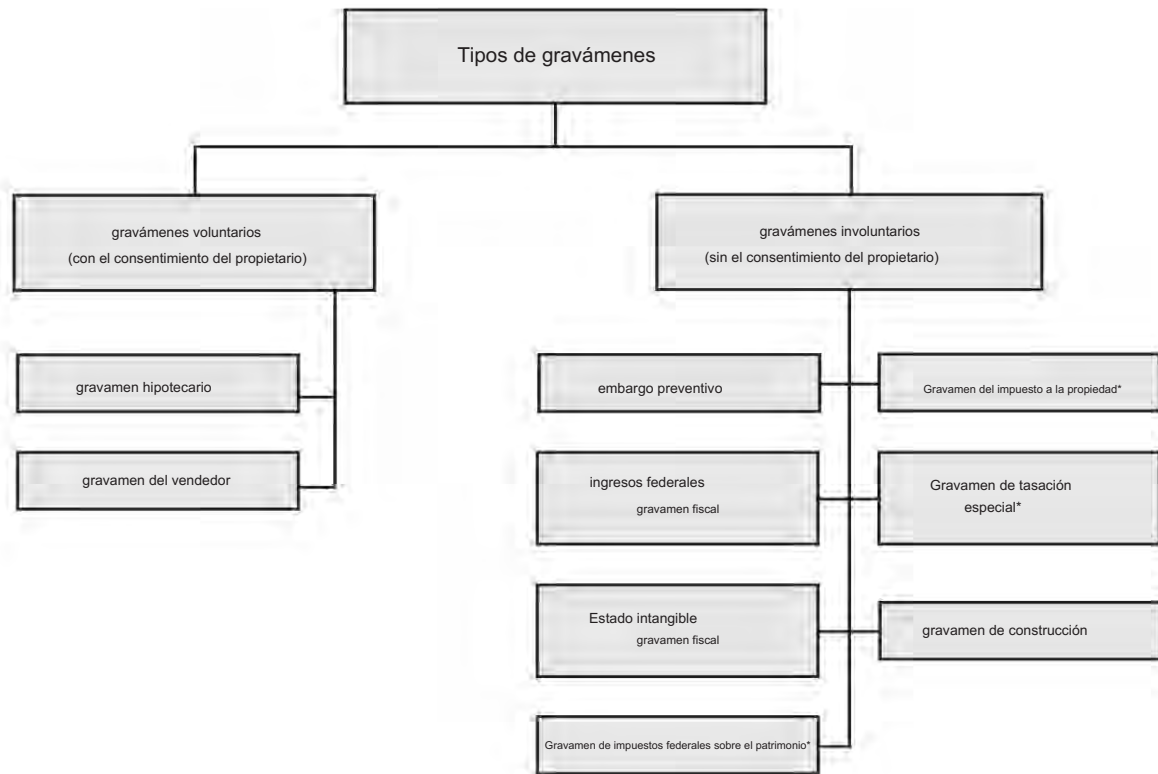 Tipos de gravámenes
gravámenes voluntarios
(con el consentimiento del propietario)
gravámenes involuntarios
(sin el consentimiento del propietario)
gravamen hipotecario
gravamen del vendedor
embargo preventivo
Gravamen del impuesto a la propiedad*
ingresos federales
gravamen fiscal
Gravamen de tasación
especial*
Estado intangible
gravamen fiscal
gravamen de construcción
Gravamen de impuestos federales sobre el patrimonio*